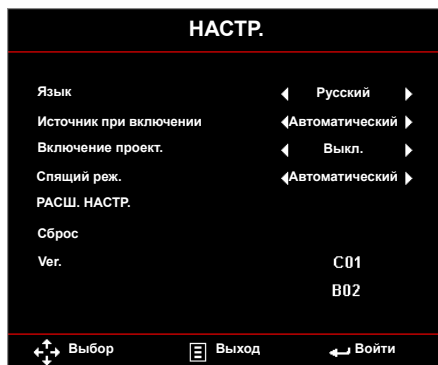 НАСТР.
Язык Русский
Источник при включении Автоматический
Включение проект. Выкл.
Спящий реж. Автоматический
РАСШ. НАСТР.
Сброс
Ver. C01
B02
Выбор Выход Войти